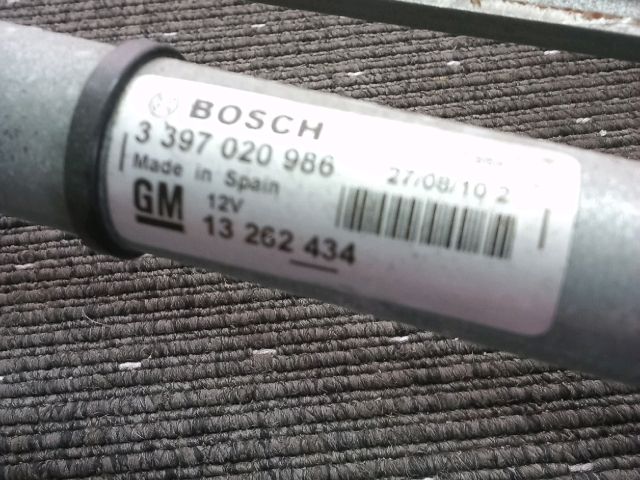 BOSCH
3 397 020 986
Made in Spain
27/08/10 2
GM
12V
13 262 434